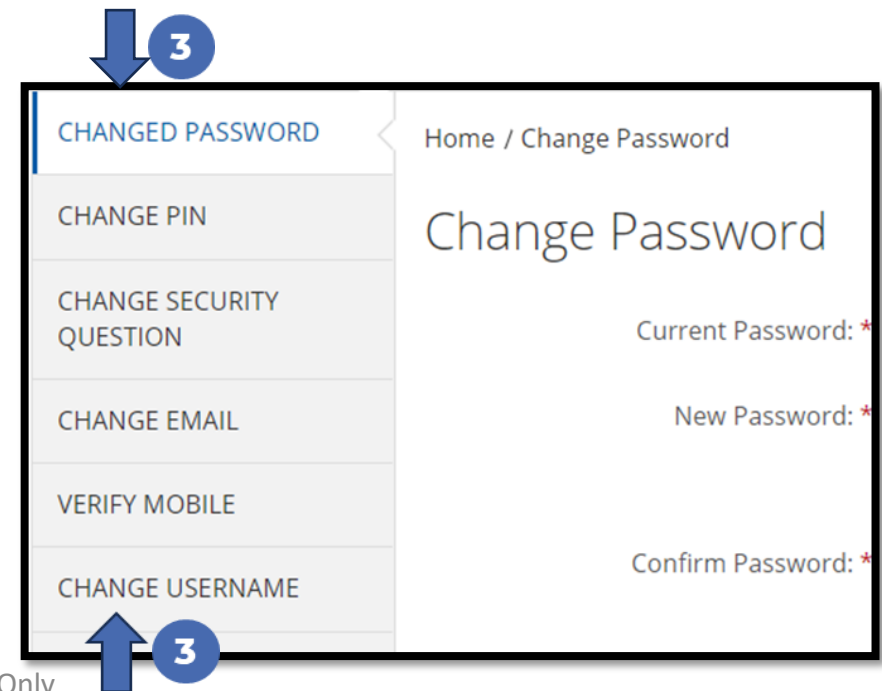 3
CHANGED PASSWORD
CHANGE PIN
CHANGE SECURITY
QUESTION
CHANGE EMAIL
VERIFY MOBILE
CHANGE USERNAME
Home / Change Password
Change Password
Current Password: *
New Password: *
Confirm Password: *
3
Only